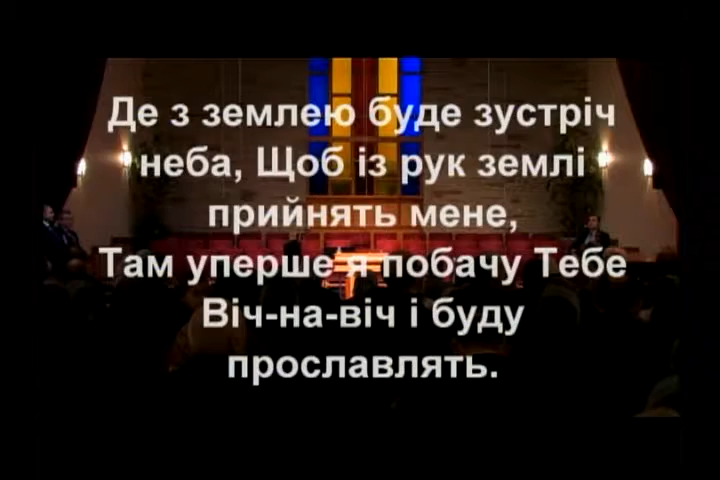 Де з землею буде зустріч
неба, Щоб із рук землі
прийнять мене,
Там уперше я побачу Тебе
Віч-на-віч і буду
прославлять.